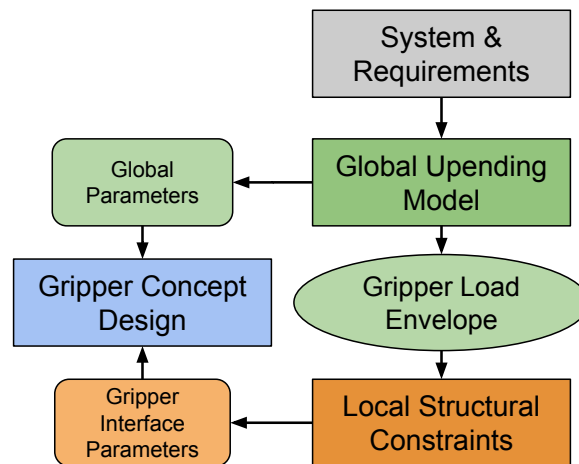 System &
Requirements
Global
Parameters
Global Upending
Model
Gripper Concept
Design
Gripper Load
Envelope
Gripper
Interface
Parameters
Local Structural
Constraints